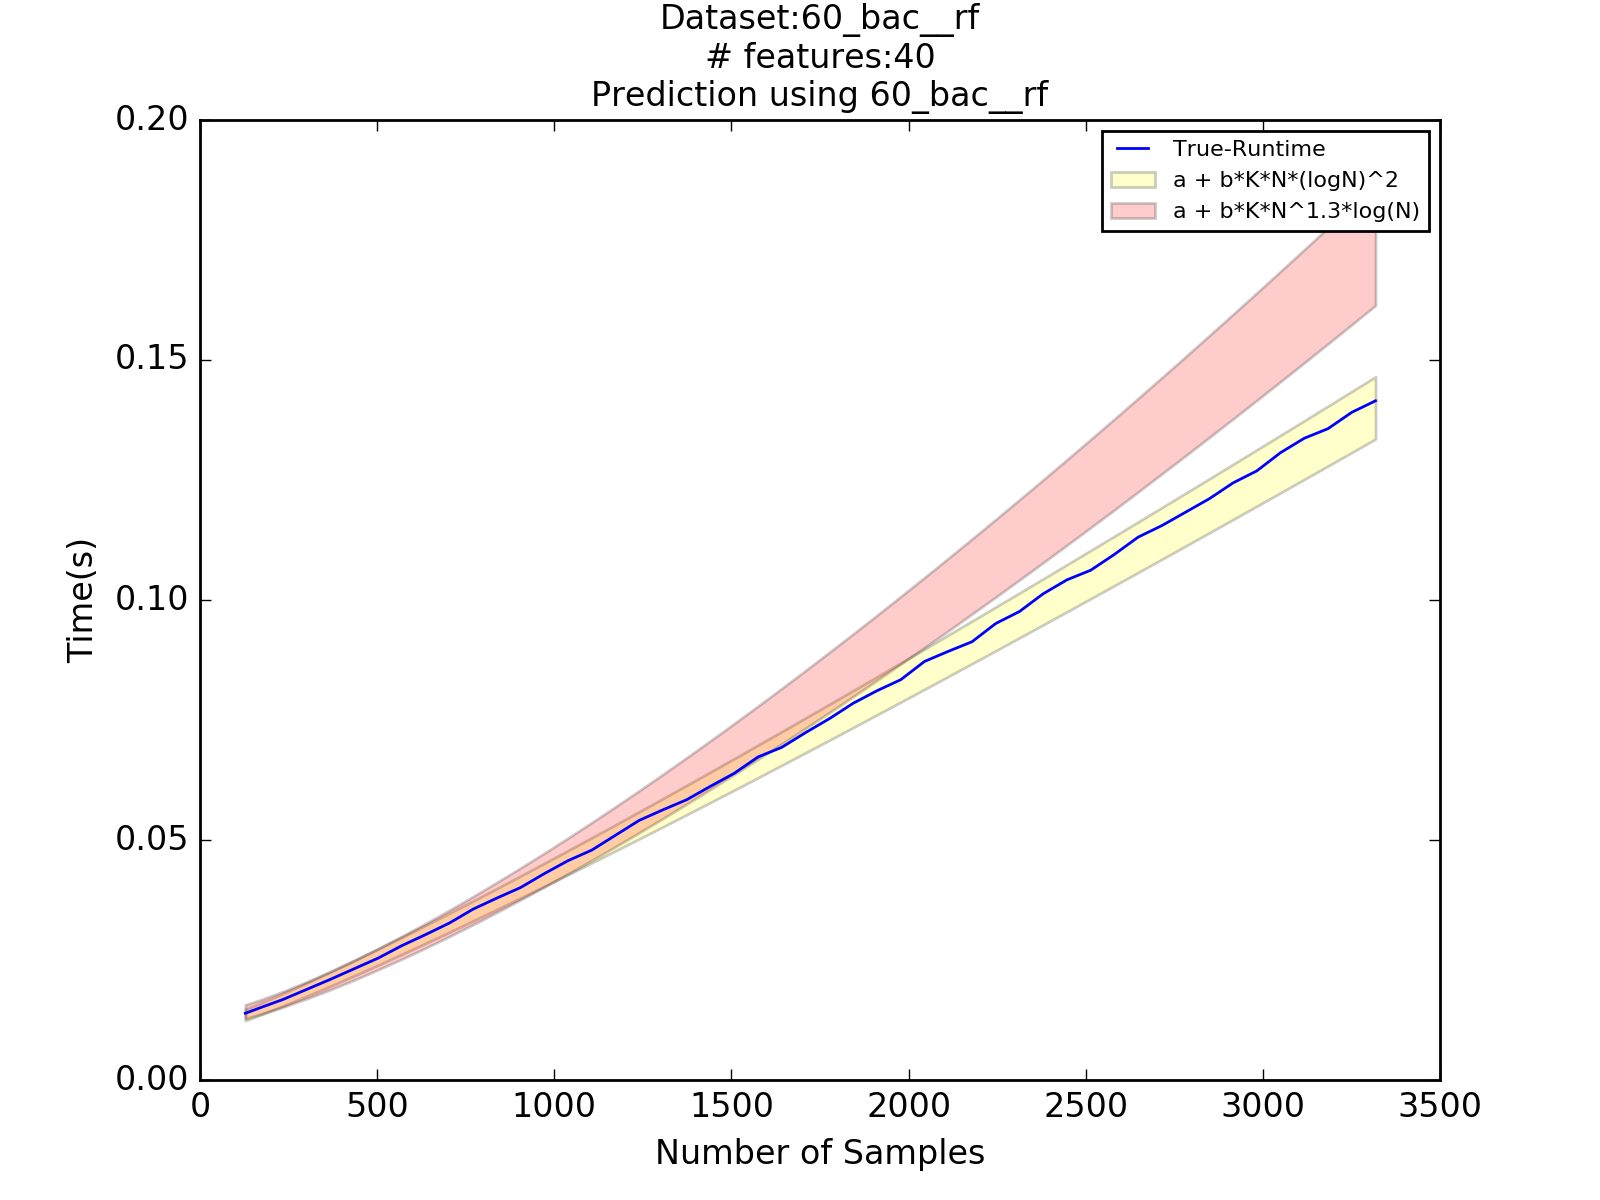 Dataset:60_bac__rf
# features:40
Prediction using 60_bac__rf
0.20
0.15
0.10
0.05
0.00
Time(s)
True-Runtime
a + b*K*N*(logN)^2
a + b*K*N^1.3*log(N)
0 500 1000 1500 2000 2500 3000 3500
Number of Samples